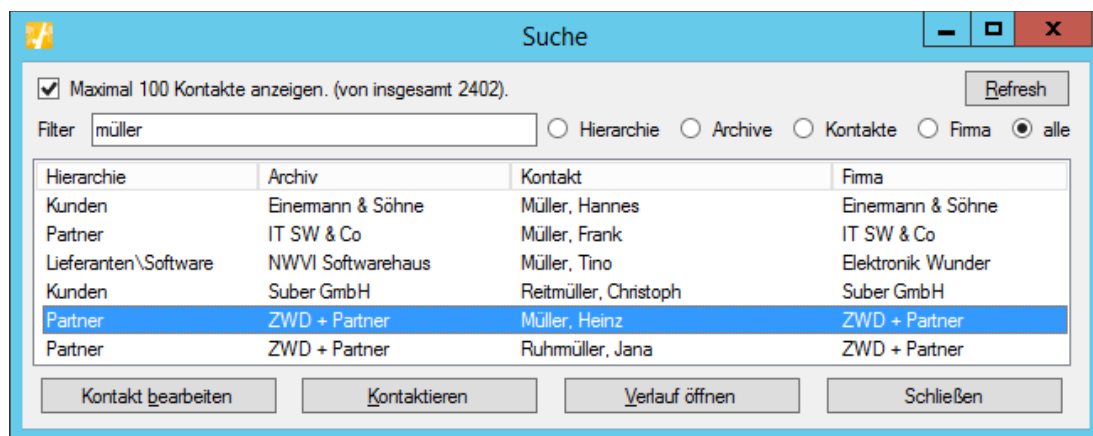 Suche
Maximal 100 Kontakte anzeigen. (von insgesamt 2402). Refresh
Filter müller Hierarchie Archive Kontakte Firma alle
Hierarchie Archiv Kontakt Firma
Kunden Einemann & Söhne Müller, Hannes Einemann & Söhne
Partner IT SW & Co Müller, Frank IT SW & Co
Lieferanten\Software NWVI Softwarehaus Müller, Tino Elektronik Wunder
Kunden Suber GmbH Reitmüller, Christoph Suber GmbH
Partner ZWD + Partner Müller, Heinz ZWD + Partner
Partner ZWD + Partner Ruhmüller, Jana ZWD + Partner
Kontakt bearbeiten Kontaktieren Verlauf öffnen Schließen